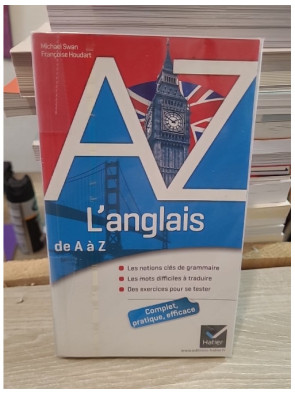 Michael Swan
Françoise Houdart
AZ
L'anglais
de A à Z
Les notions clés de grammaire
Les mots difficiles à traduire
Des exercices pour se tester
Complet,
pratique, efficace
Hatier